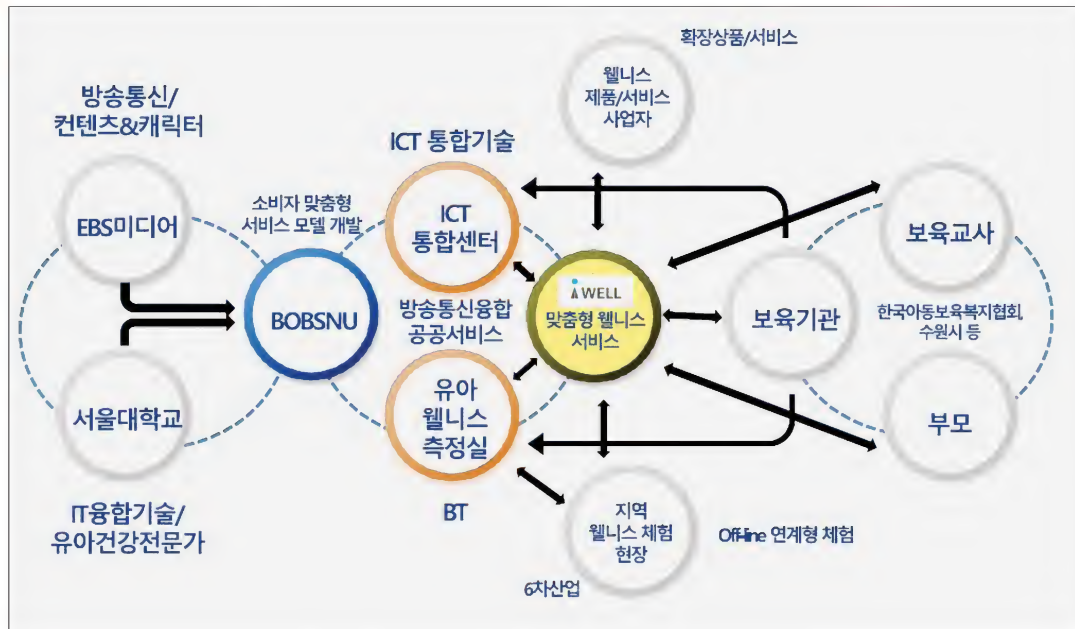 확장상품/서비스
웰니스
제품/서비스
사업자
방송통신/
컨텐츠&캐릭터
ICT 통합기술
EBS미디어
소비자 맞춤형
서비스 모델 개발
ICT
통합센터
보육교사
BOBSNU
방송통신융합
공공서비스
iWELL
맞춤형 웰니스
서비스
보육기관
한국아동보육복지협회,
수원시 등
서울대학교
유아
웰니스
측정실
부모
IT융합기술/
유아건강전문가
BT
지역
웰니스 체험
현장
Off-line 연계형 체험
6차산업